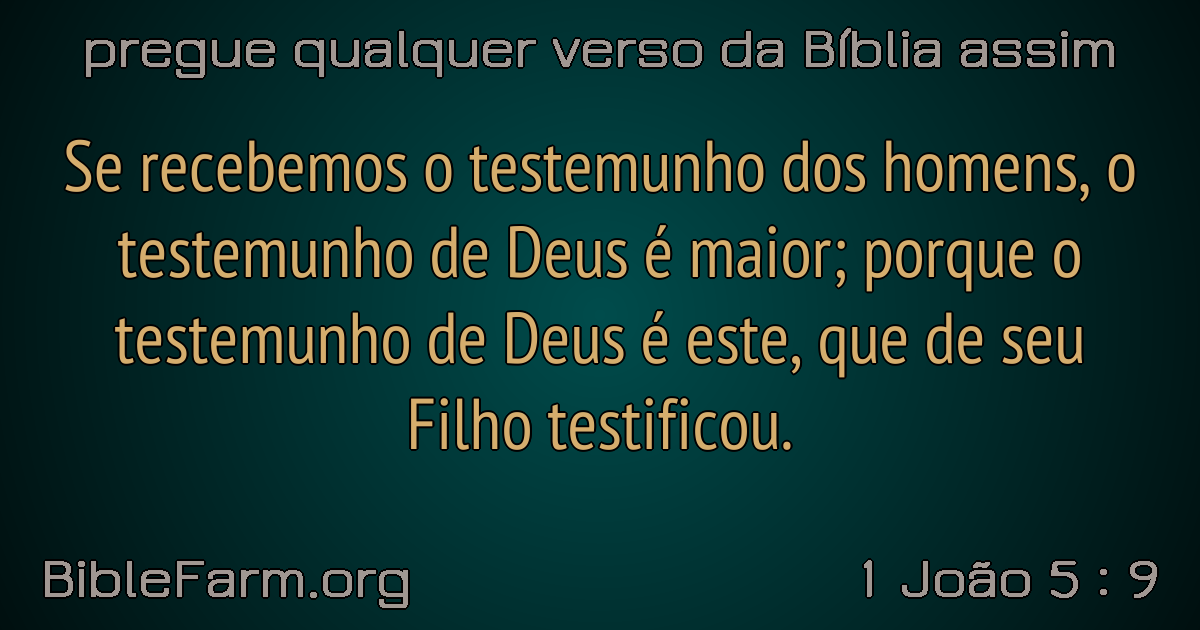 pregue qualquer verso da Bíblia assim
Se recebemos o testemunho dos homens, o
testemunho de Deus é maior; porque o
testemunho de Deus é este, que de seu
Filho testificou.
BibleFarm.org
1 João 5 : 9